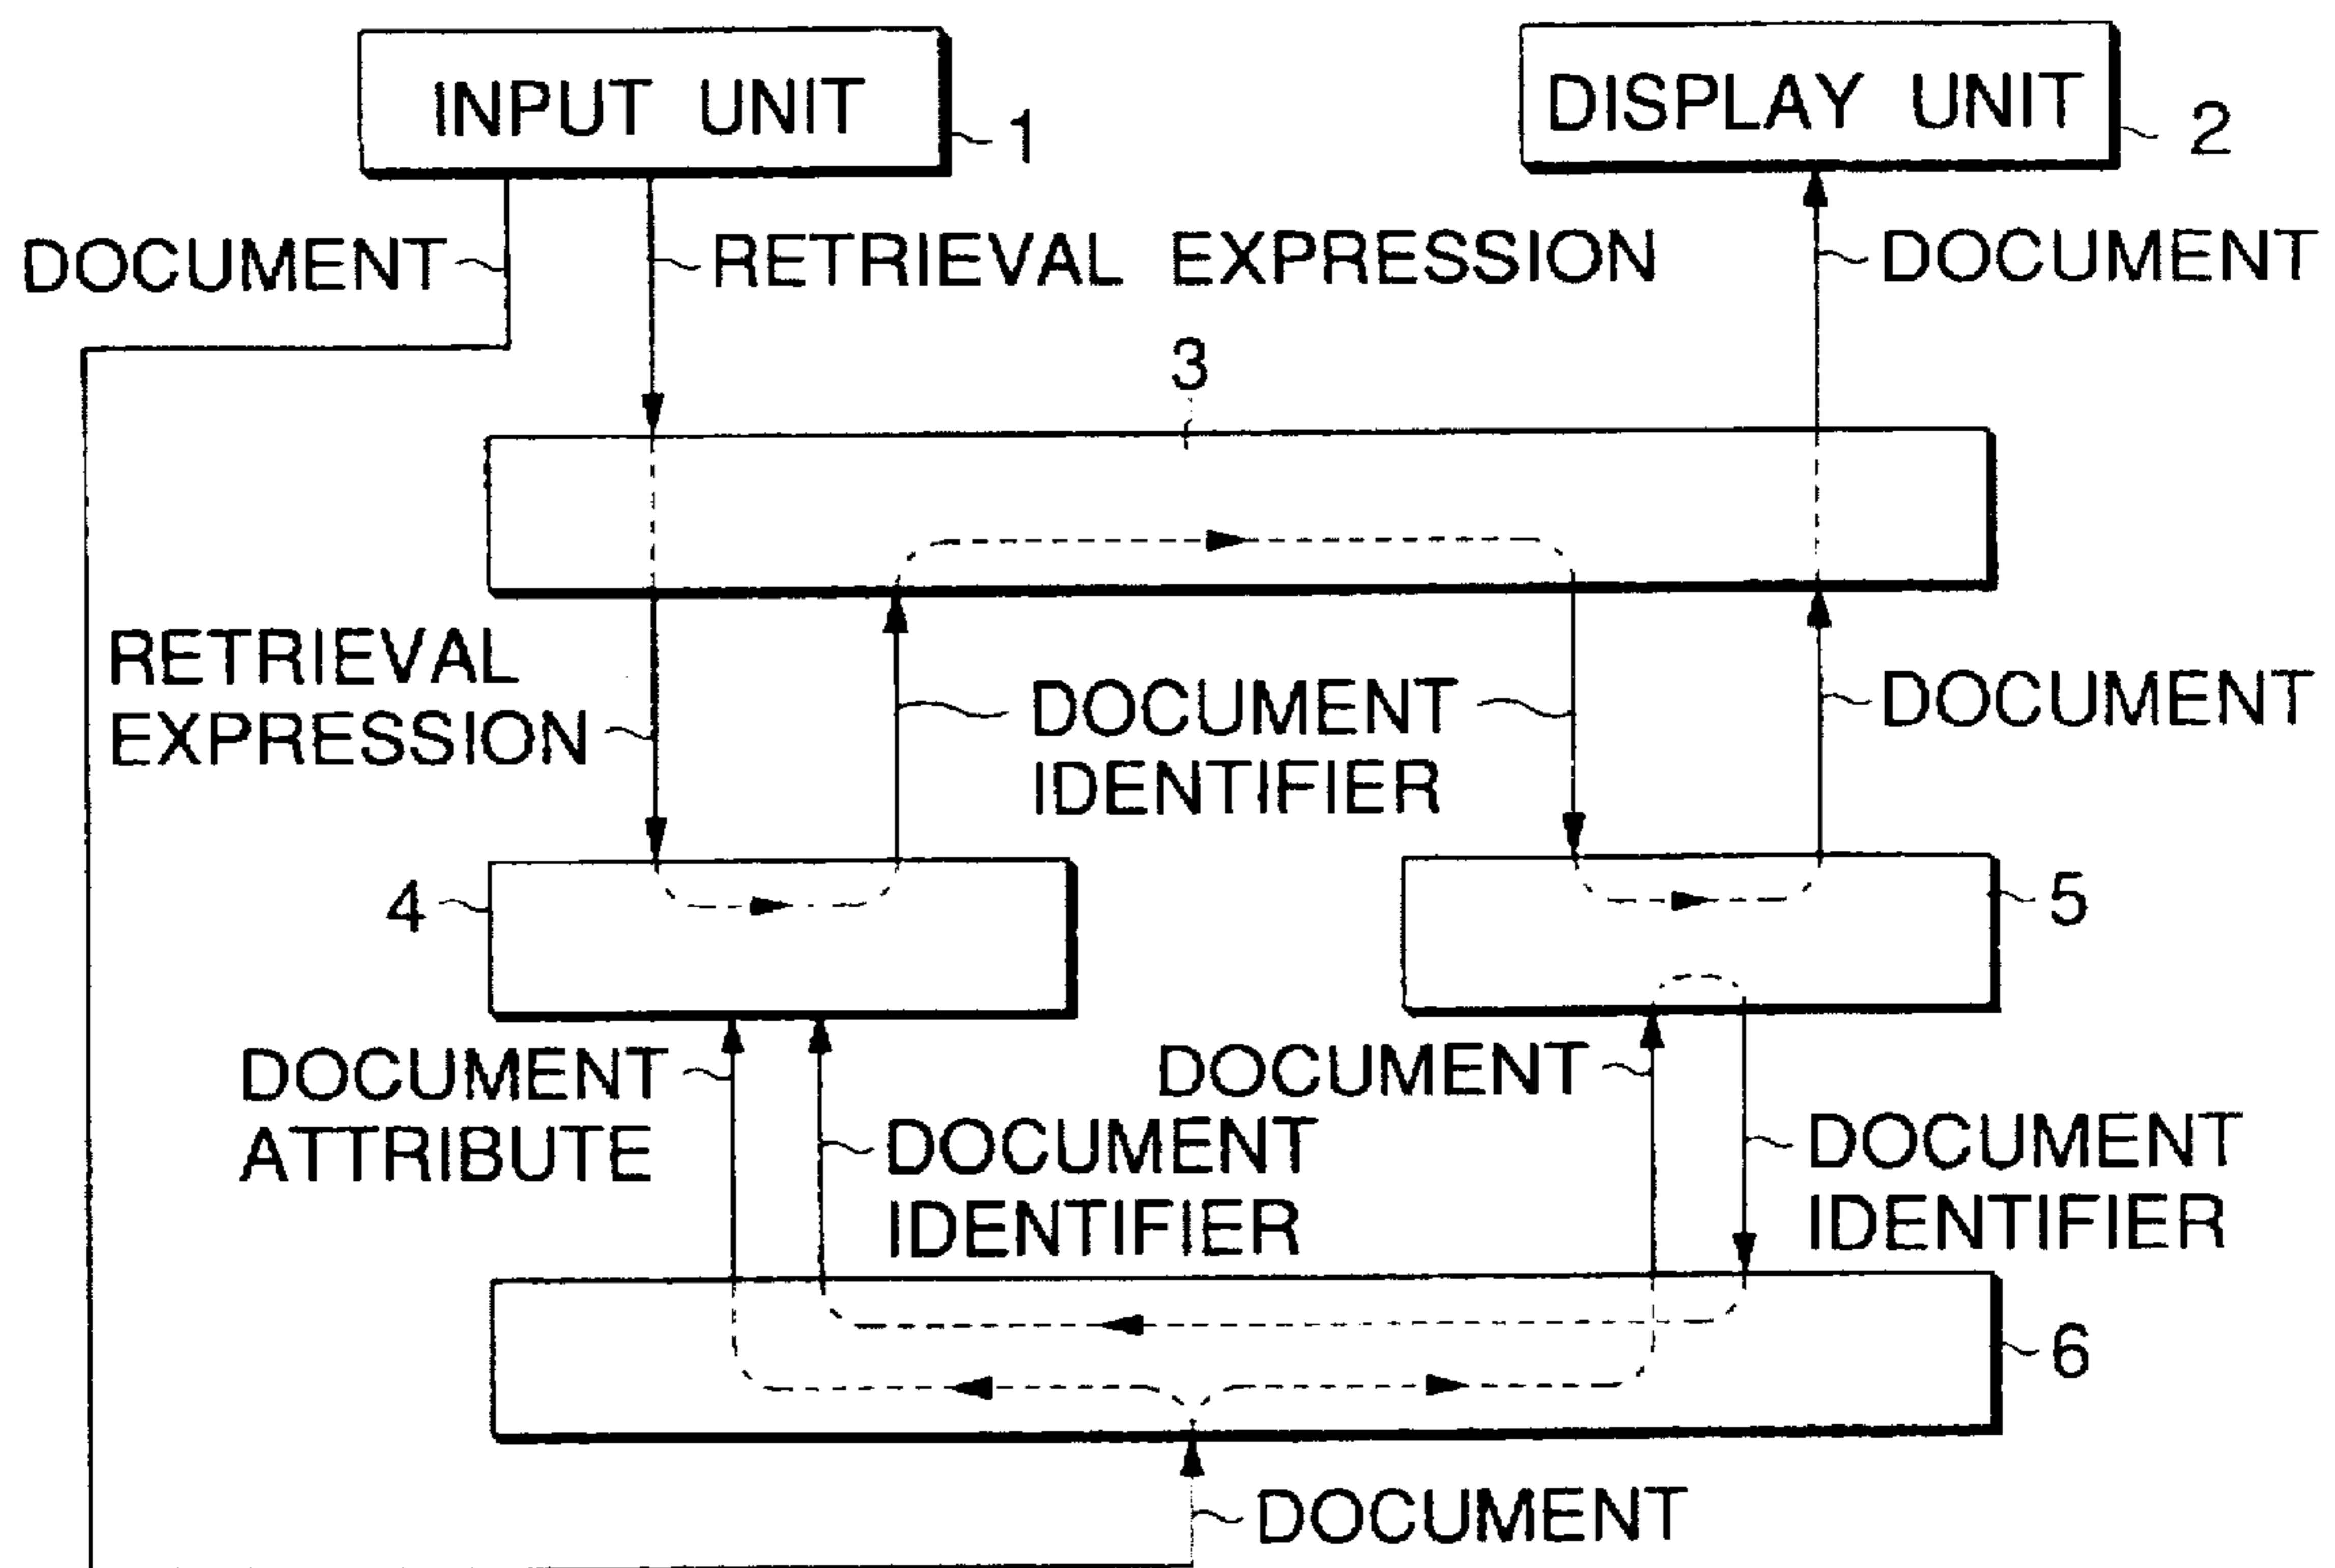 INPUT UNIT
1
DISPLAY UNIT
2
DOCUMENT
RETRIEVAL EXPRESSION
DOCUMENT
3
RETRIEVAL
EXPRESSION
DOCUMENT
IDENTIFIER
DOCUMENT
4
5
DOCUMENT
ATTRIBUTE
DOCUMENT
IDENTIFIER
DOCUMENT
DOCUMENT
IDENTIFIER
6
DOCUMENT